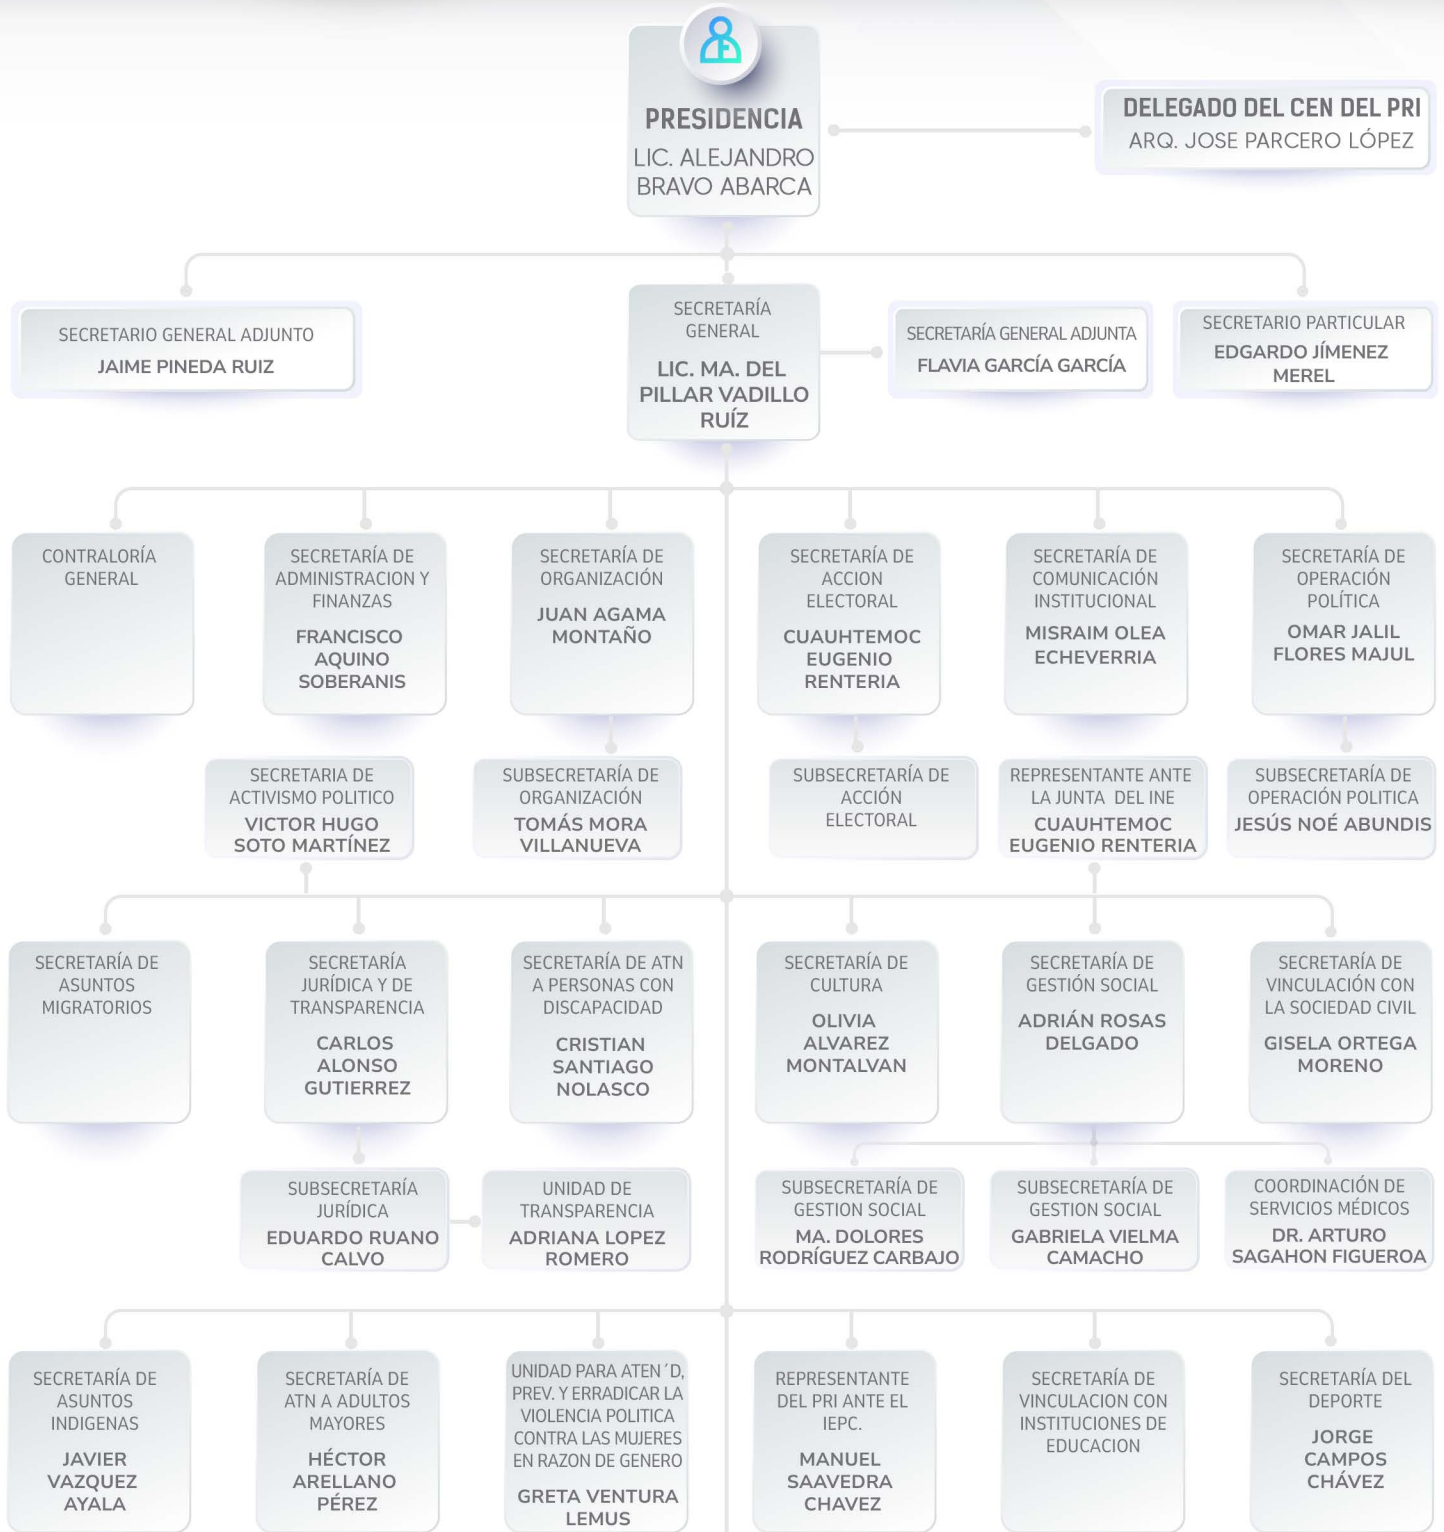 PRESIDENCIA
LIC. ALEJANDRO
BRAVO ABARCA
DELEGADO DEL CEN DEL PRI
ARQ. JOSE PARCERO LÓPEZ
SECRETARIO GENERAL ADJUNTO
JAIME PINEDA RUIZ
SECRETARÍA
GENERAL
LIC. MA. DEL
PILLAR VADILLO
RUÍZ
SECRETARÍA GENERAL ADJUNTA
FLAVIA GARCÍA GARCÍA
SECRETARIO PARTICULAR
EDGARDO JÍMENEZ
MEREL
CONTRALORÍA
GENERAL
SECRETARÍA DE
ADMINISTRACION Y
FINANZAS
FRANCISCO
AQUINO
SOBERANIS
SECRETARÍA DE
ORGANIZACIÓN
JUAN AGAMA
MONTAÑO
SECRETARÍA DE
ACCION
ELECTORAL
CUAUHTEMOC
EUGENIO
RENTERIA
SECRETARÍA DE
COMUNICACIÓN
INSTITUCIONAL
MISRAIM OLEA
ECHEVERRIA
SECRETARÍA DE
OPERACIÓN
POLÍTICA
OMAR JALIL
FLORES MAJUL
SECRETARIA DE
ACTIVISMO POLITICO
VICTOR HUGO
SOTO MARTÍNEZ
SUBSECRETARÍA DE
ORGANIZACIÓN
TOMÁS MORA
VILLANUEVA
SUBSECRETARÍA DE
ACCIÓN
ELECTORAL
REPRESENTANTE ANTE
LA JUNTA DEL INE
CUAUHTEMOC
EUGENIO RENTERIA
SUBSECRETARÍA DE
OPERACIÓN POLITICA
JESÚS NOÉ ABUNDIS
SECRETARÍA DE
ASUNTOS
MIGRATORIOS
SECRETARÍA
JURÍDICA Y DE
TRANSPARENCIA
CARLOS
ALONSO
GUTIERREZ
SECRETARÍA DE ATN
A PERSONAS CON
DISCAPACIDAD
CRISTIAN
SANTIAGO
NOLASCO
SECRETARÍA DE
CULTURA
OLIVIA
ALVAREZ
MONTALVAN
SECRETARÍA DE
GESTIÓN SOCIAL
ADRIÁN ROSAS
DELGADO
SECRETARÍA DE
VINCULACIÓN CON
LA SOCIEDAD CIVIL
GISELA ORTEGA
MORENO
SUBSECRETARÍA
JURÍDICA
EDUARDO RUANO
CALVO
UNIDAD DE
TRANSPARENCIA
ADRIANA LOPEZ
ROMERO
SUBSECRETARÍA DE
GESTION SOCIAL
MA. DOLORES
RODRÍGUEZ CARBAJO
SUBSECRETARÍA DE
GESTION SOCIAL
GABRIELA VIELMA
CAMACHO
COORDINACIÓN DE
SERVICIOS MÉDICOS
DR. ARTURO
SAGAHON FIGUEROA
SECRETARÍA DE
ASUNTOS
INDIGENAS
JAVIER
VAZQUEZ
AYALA
SECRETARÍA DE
ATN A ADULTOS
MAYORES
HÉCTOR
ARELLANO
PÉREZ
UNIDAD PARA ATEN´D,
PREV. Y ERRADICAR LA
VIOLENCIA POLITICA
CONTRA LAS MUJERES
EN RAZON DE GENERO
GRETA VENTURA
LEMUS
REPRESENTANTE
DEL PRI ANTE EL
IEPC.
MANUEL
SAAVEDRA
CHAVEZ
SECRETARÍA DE
VINCULACION CON
INSTITUCIONES DE
EDUCACION
SECRETARÍA DEL
DEPORTE
JORGE
CAMPOS
CHÁVEZ